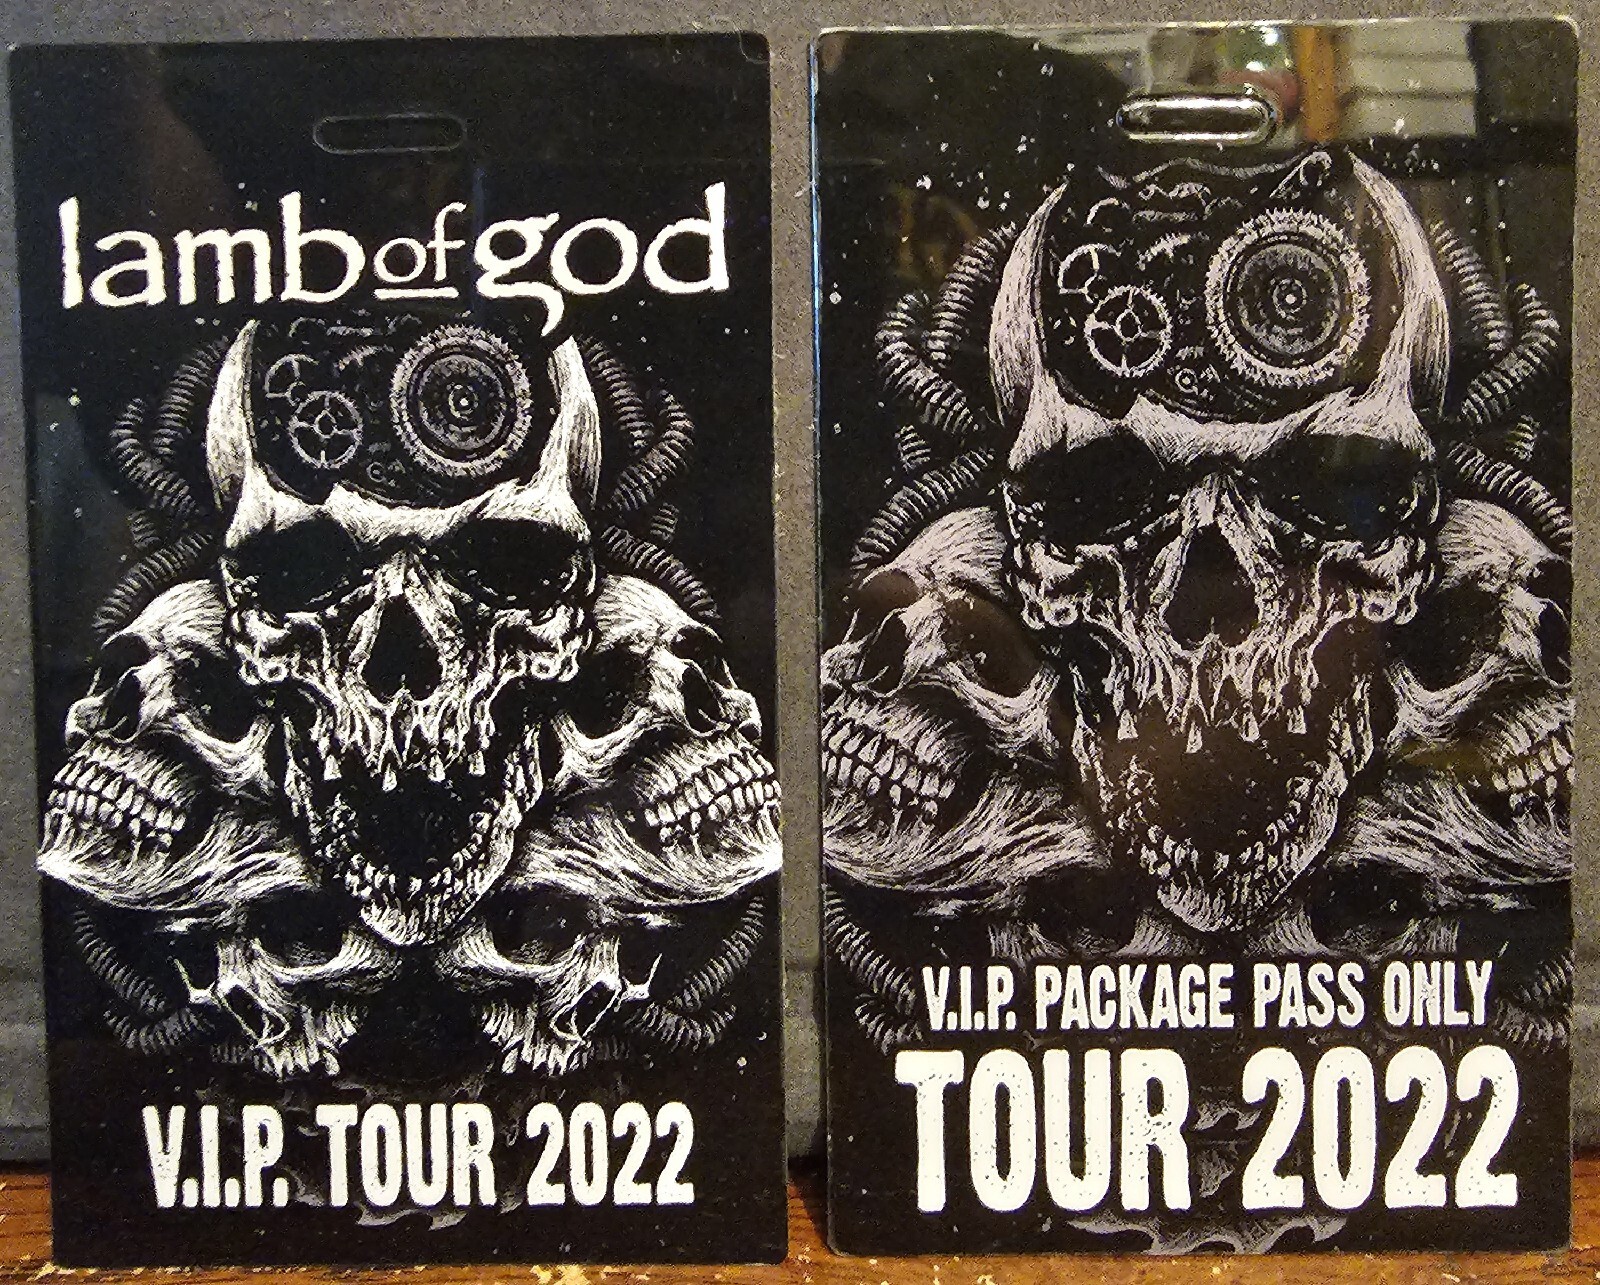 lamb of god
V.I.P. TOUR 2022
V.I.P. PACKAGE PASS ONLY
TOUR 2022